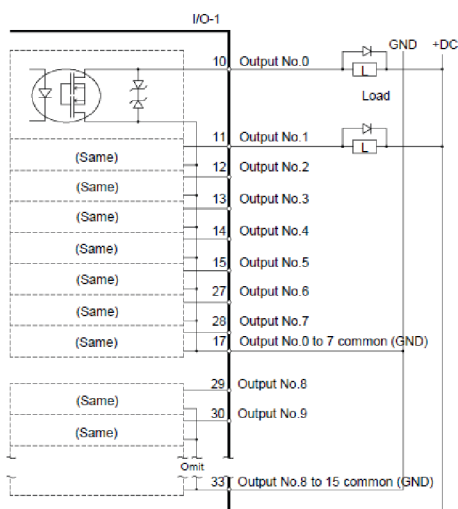 I/O-1
GND +DC
10 Output No.0
L
Load
11 Output No.1
L
(Same)
12 Output No.2
(Same)
13 Output No.3
(Same)
14 Output No.4
(Same)
15 Output No.5
(Same)
27 Output No.6
(Same)
28 Output No.7
(Same)
17 Output No.0 to 7 common (GND)
29 Output No.8
(Same)
30 Output No.9
(Same)
Omit
33 Output No.8 to 15 common (GND)